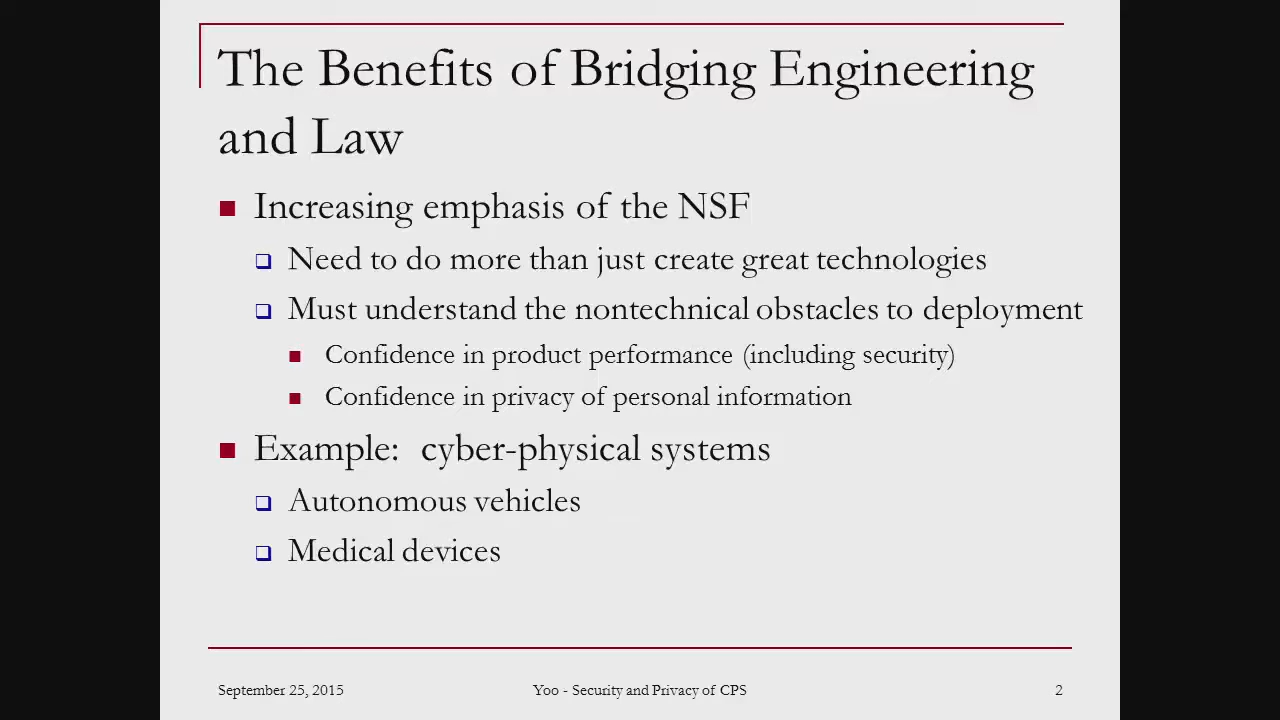 The Benefits of Bridging Engineering
and Law
Increasing emphasis of the NSF
Need to do more than just create great technologies
Must understand the nontechnical obstacles to deployment
Confidence in product performance (including security)
Confidence in privacy of personal information
Example: cyber-physical systems
Autonomous vehicles
Medical devices
September 25, 2015
Yoo - Security and Privacy of CPS
2